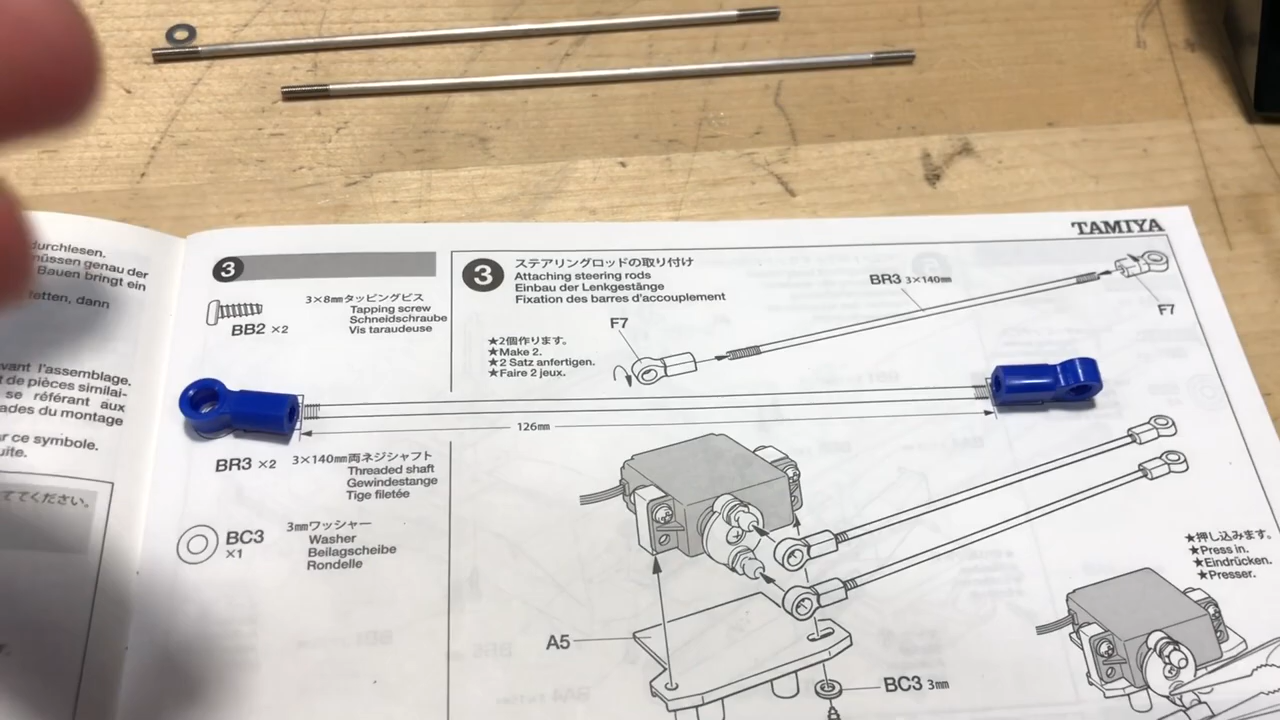 durchlesen.
müssen genau der
Bauen bringt ein
tetten, dann
vant l'assemblage.
t de pièces similai-
se référant aux
ades du montage
ar ce symbole.
uite.
ててください。
TAMIYA
3
3×8mmタッピングビス
Tapping screw
Schneidschraube
Vis taraudeuse
BB2 ×2
3
ステアリングロッドの取り付け
Attaching steering rods
Einbau der Lenkgestänge
Fixation des barres d'accouplement
BR3 3×140mm
F7
F7
★2個作ります。
★Make 2.
★2 Satz anfertigen.
★Faire 2 jeux.
126mm
BR3 ×2
3×140mm両ネジシャフト
Threaded shaft
Gewindestange
Tige filetée
BC3
×1
3mmワッシャー
Washer
Beilagscheibe
Rondelle
A5
BC3 3mm
★押し込みます。
★Press in.
★Eindrücken.
★Presser.